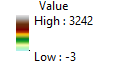 Value
High : 3242
Low : -3